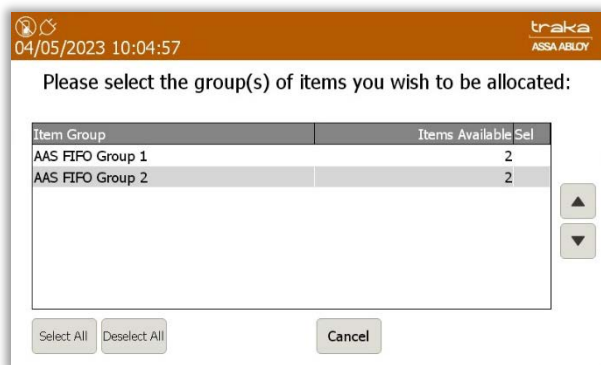 traka
04/05/2023 10:04:57
ASSA ABLOY
Please select the group(s) of items you wish to be allocated:
Item Group Items Available Sel
AAS FIFO Group 1 2
AAS FIFO Group 2 2
Select All Deselect All Cancel